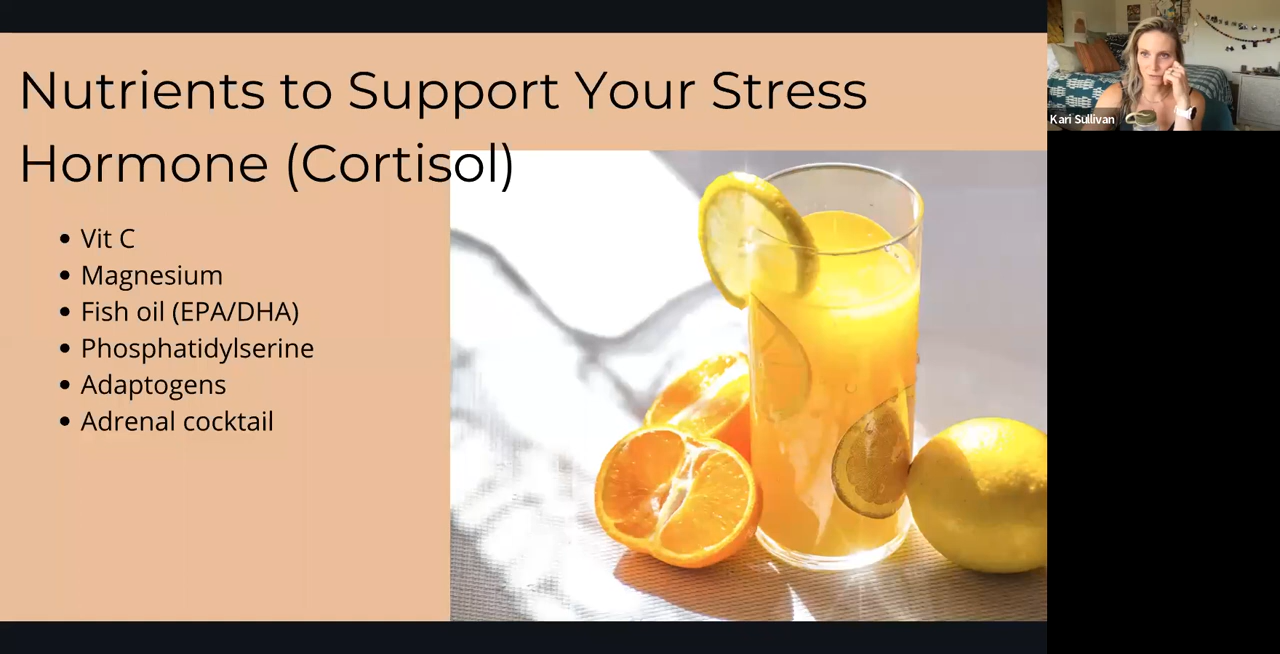 Nutrients to Support Your Stress
Hormone (Cortisol)
Vit C
Magnesium
Fish oil (EPA/DHA)
Phosphatidylserine
Adaptogens
Adrenal cocktail
Kari Sullivan